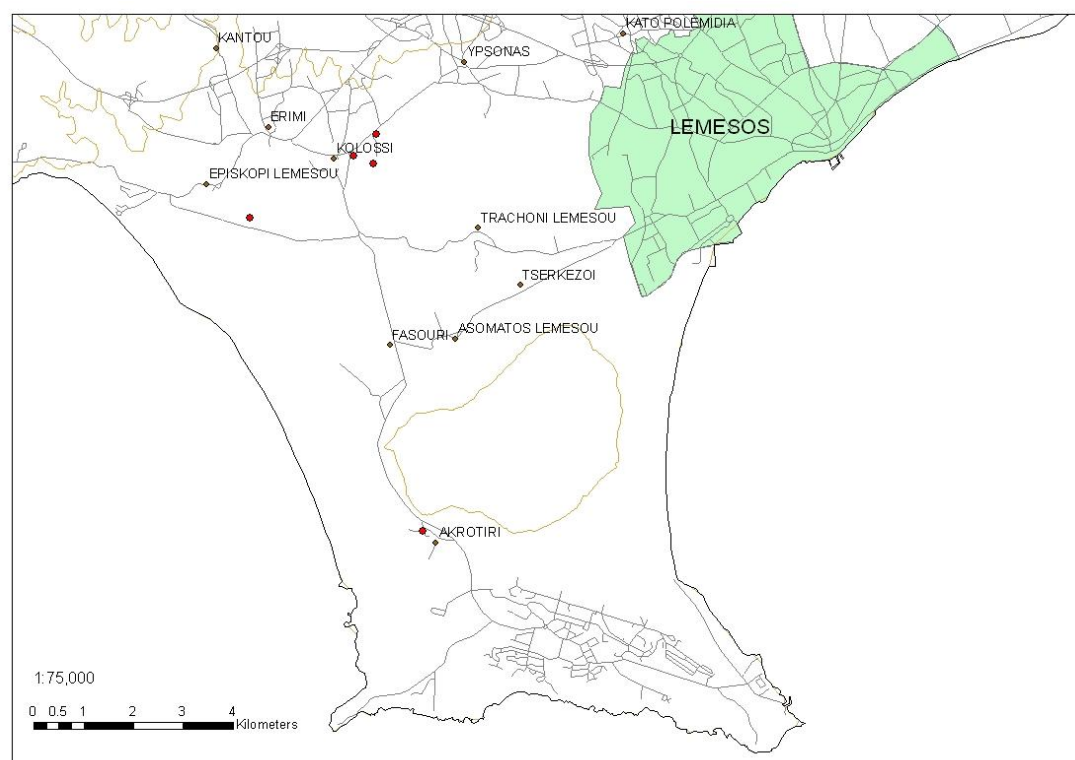 KATO POLEMIDIA
KANTOU
YPSONAS
ERIMI
LEMESOS
KOLOSSI
EPISKOPI LEMESOU
TRACHONI LEMESOU
TSERKEZOI
FASOURI
ASOMATOS LEMESOU
AKROTIRI
1:75,000
0 0.5 1 2 3 4
Kilometers